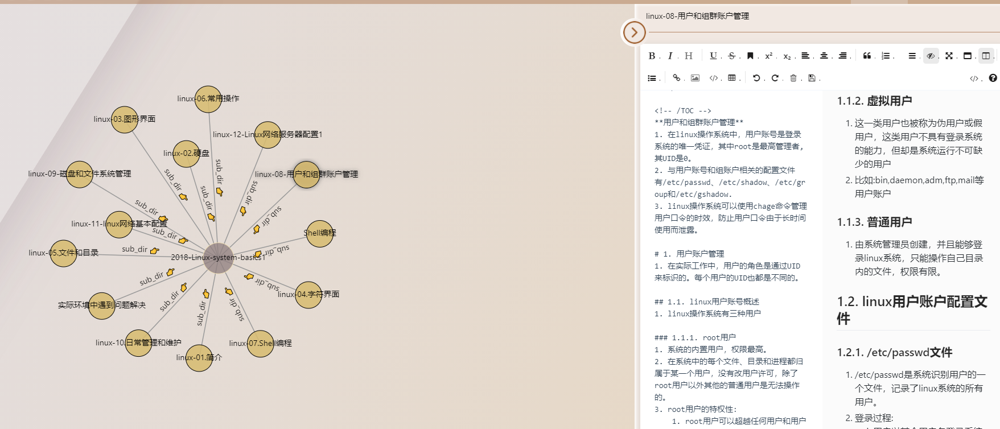 linux-08-用户和组群账户管理
B
I
H
U
S
x²
x₂
linux-06.常用操作
linux-03.图形界面
linux-12-Linux网络服务器配置1
linux-02.硬盘
linux-09-磁盘和文件系统管理
linux-08-用户和组群账户管理
linux-11-linux网络基本配置
Shell编程
linux-05.文件和目录
2018-Linux-system-basics1
linux-04.字符界面
实际环境中遇到问题解决
linux-10.日常管理和维护
linux-07.Shell编程
linux-01.简介
sub_dir
sub_dir
sub_dir
sub_dir
sub_dir
sub_dir
sub_dir
sub_dir
sub_dir
sub_dir
sub_dir
sub_dir
sub_dir
<!-- /TOC -->
**用户和组群账户管理**
1. 在linux操作系统中，用户账号是登录
系统的唯一凭证，其中root是最高管理者，
其UID是0。
2. 与用户账号和组账户相关的配置文件
有/etc/passwd、/etc/shadow、/etc/gr
oup和/etc/gshadow.
3. linux操作系统可以使用chage命令管理
用户口令的时效，防止用户口令由于长时间
使用而泄露。
# 1. 用户账户管理
1. 在实际工作中，用户的角色是通过UID
来标识的。每个用户的UID也都是不同的。
## 1.1. linux用户账号概述
1. linux操作系统有三种用户
### 1.1.1. root用户
1. 系统的内置用户，权限最高。
2. 在系统中的每个文件、目录和进程都归
属于某一个用户，没有改用户许可，除了
root用户以外其他的普通用户是无法操作
的。
3. root用户的特权性:
1. root用户可以超越任何用户和用户
1.1.2. 虚拟用户
1. 这一类用户也被称为伪用户或假
用户，这类用户不具有登录系统
的能力，但却是系统运行不可缺
少的用户
2. 比如:bin,daemon,adm,ftp,mail等
用户账户
1.1.3. 普通用户
1. 由系统管理员创建，并且能够登
录linux系统，只能操作自己目录
内的文件，权限有限。
1.2. linux用户账户配置文
件
1.2.1. /etc/passwd文件
1. /etc/passwd是系统识别用户的一
个文件，记录了linux系统的所有
用户。
2. 登录过程: